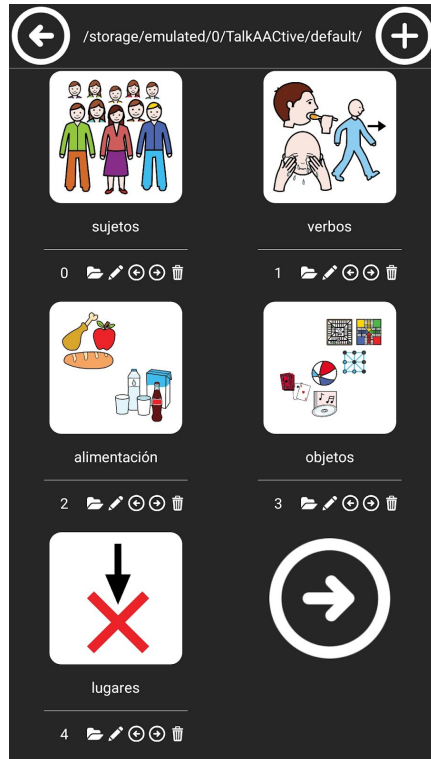 /storage/emulated/0/TalkAACtive/default/
sujetos
verbos
0
1
alimentación
objetos
2
3
lugares
4